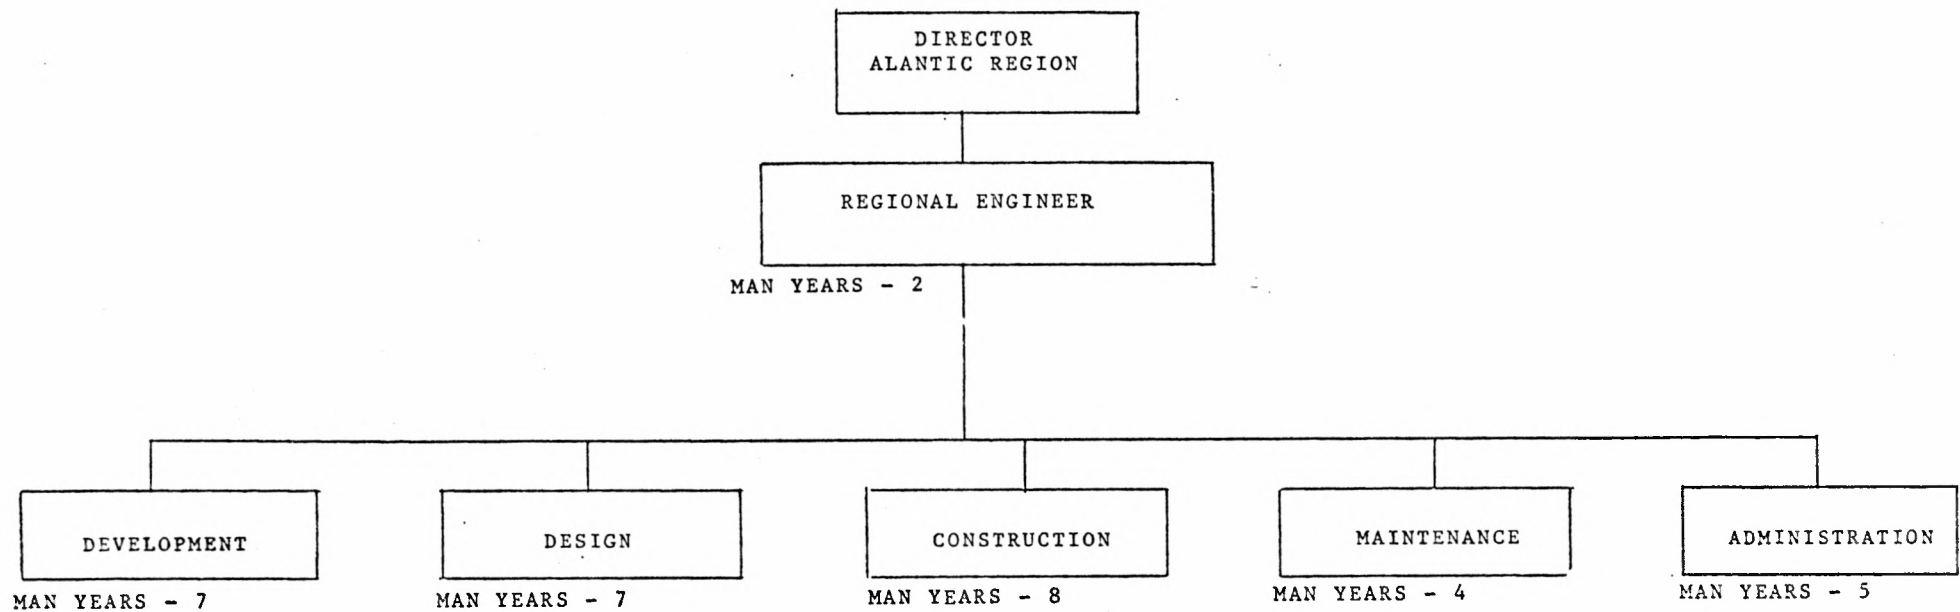 DIRECTOR
ALANTIC REGION
REGIONAL ENGINEER
MAN YEARS - 2
DEVELOPMENT
MAN YEARS - 7
DESIGN
MAN YEARS - 7
CONSTRUCTION
MAN YEARS - 8
MAINTENANCE
MAN YEARS - 4
ADMINISTRATION
MAN YEARS - 5